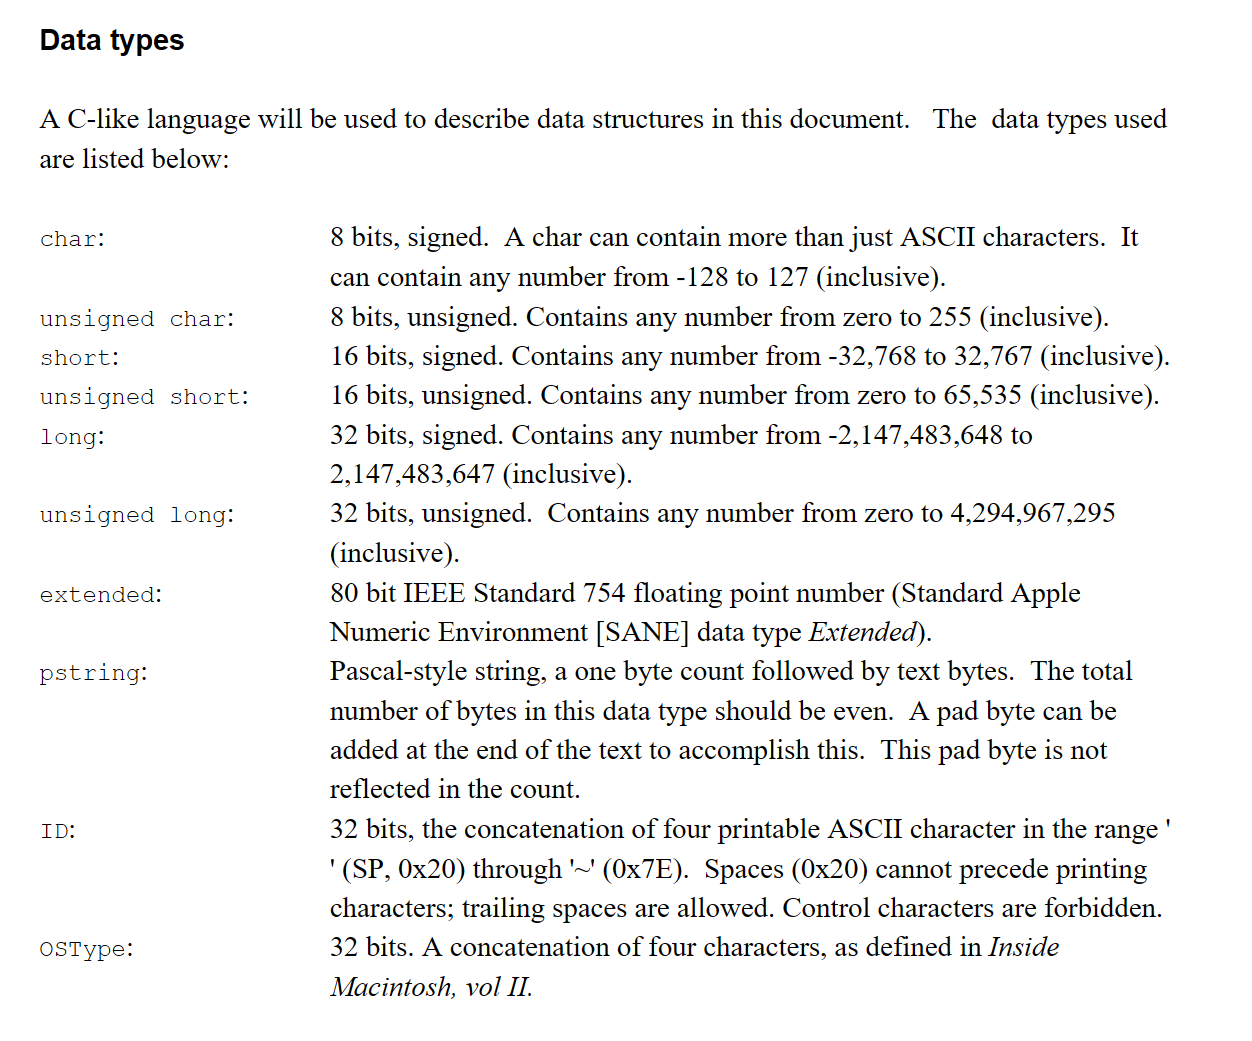 Data types
A C-like language will be used to describe data structures in this document.   The  data types used
are listed below:
char: 8 bits, signed.  A char can contain more than just ASCII characters.  It
can contain any number from -128 to 127 (inclusive).
unsigned char: 8 bits, unsigned. Contains any number from zero to 255 (inclusive).
short: 16 bits, signed. Contains any number from -32,768 to 32,767 (inclusive).
unsigned short: 16 bits, unsigned. Contains any number from zero to 65,535 (inclusive).
long: 32 bits, signed. Contains any number from -2,147,483,648 to
2,147,483,647 (inclusive).
unsigned long: 32 bits, unsigned.  Contains any number from zero to 4,294,967,295
(inclusive).
extended: 80 bit IEEE Standard 754 floating point number (Standard Apple
Numeric Environment [SANE] data type Extended).
pstring: Pascal-style string, a one byte count followed by text bytes.  The total
number of bytes in this data type should be even.  A pad byte can be
added at the end of the text to accomplish this.  This pad byte is not
reflected in the count.
ID: 32 bits, the concatenation of four printable ASCII character in the range '
' (SP, 0x20) through '~' (0x7E).  Spaces (0x20) cannot precede printing
characters; trailing spaces are allowed. Control characters are forbidden.
OSType: 32 bits. A concatenation of four characters, as defined in Inside
Macintosh, vol II.